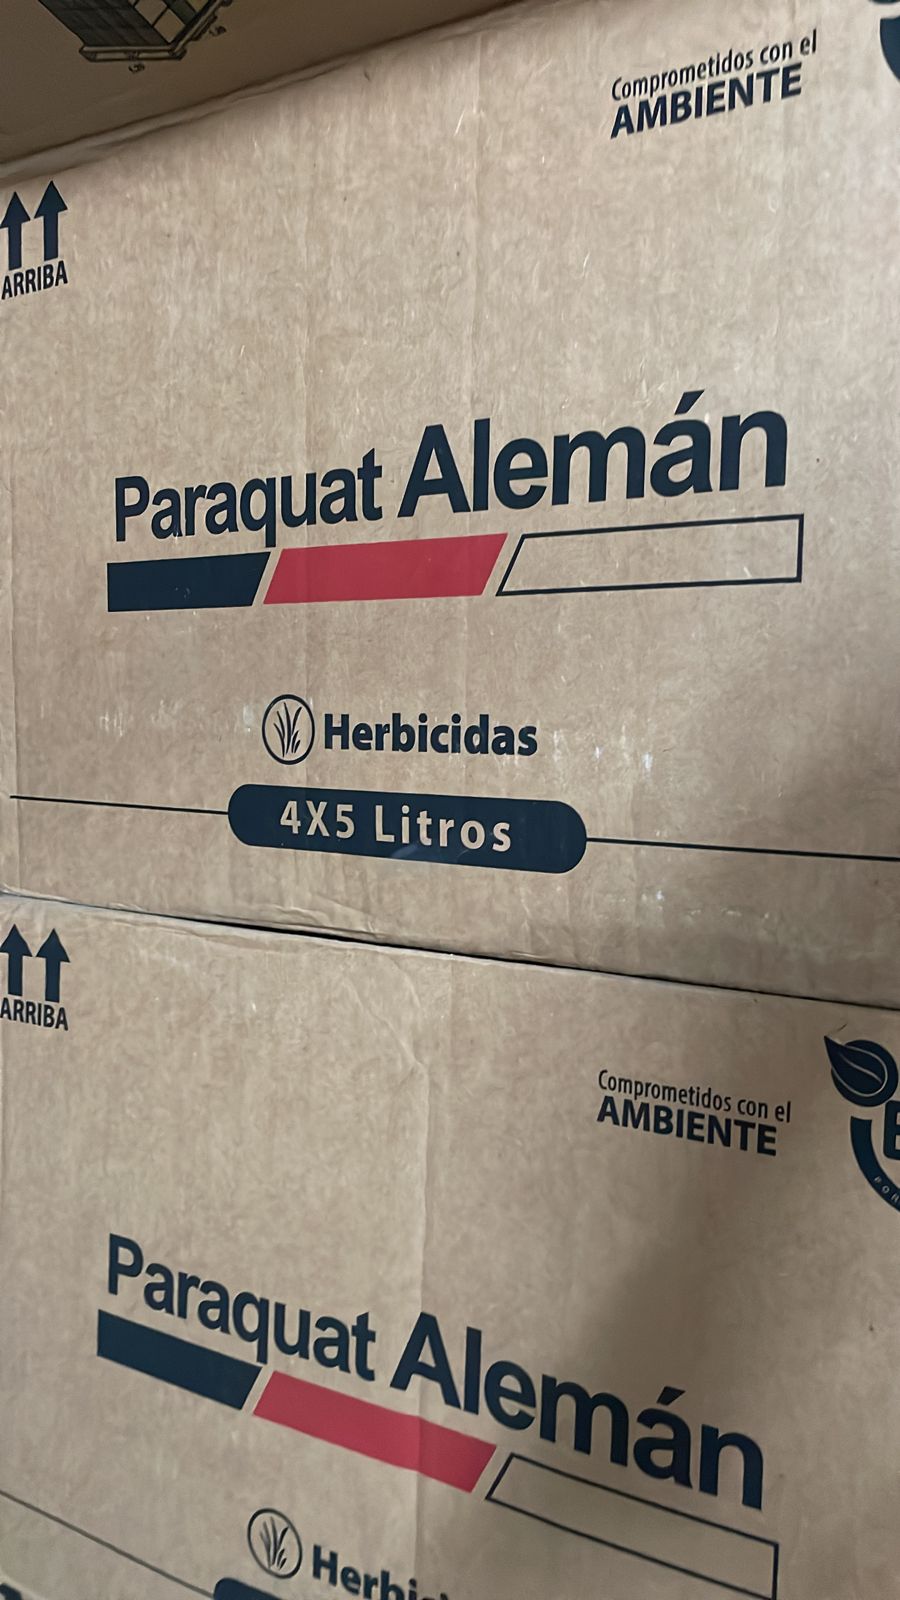 Comprometidos con el
AMBIENTE
ARRIBA
Paraquat Alemán
Herbicidas
4X5 Litros
ARRIBA
Comprometidos con el
AMBIENTE
Paraquat Alemán